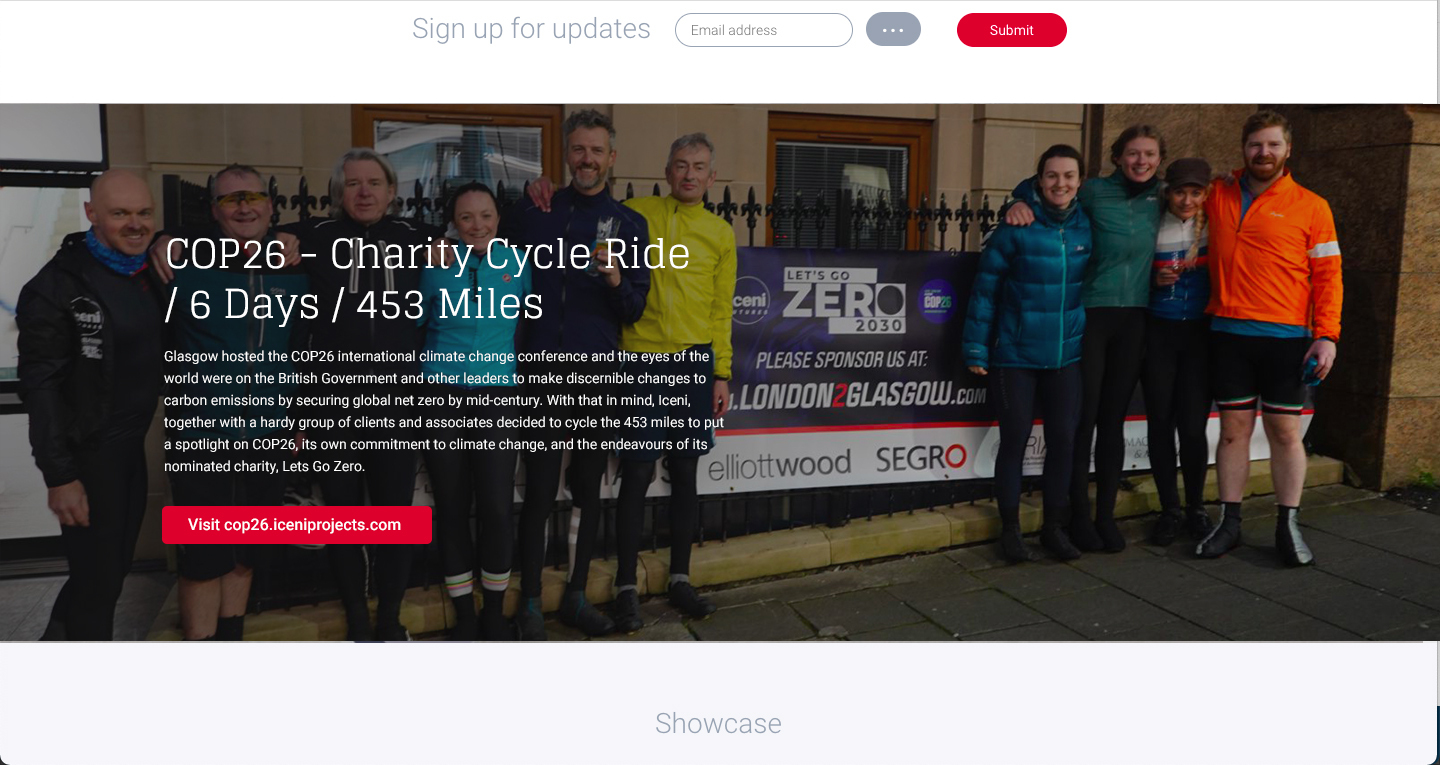 Sign up for updates
Email address
...
Submit
COP26 – Charity Cycle Ride
/ 6 Days / 453 Miles
Glasgow hosted the COP26 international climate change conference and the eyes of the
world were on the British Government and other leaders to make discernible changes to
carbon emissions by securing global net zero by mid-century. With that in mind, Iceni,
together with a hardy group of clients and associates decided to cycle the 453 miles to put
a spotlight on COP26, its own commitment to climate change, and the endeavours of its
nominated charity, Lets Go Zero.
Visit cop26.iceniprojects.com
LET'S GO
ZERO
2030
COP26
PLEASE SPONSOR US AT:
.LONDON2GLASGOW.COM
elliottwood SEGRO
Showcase